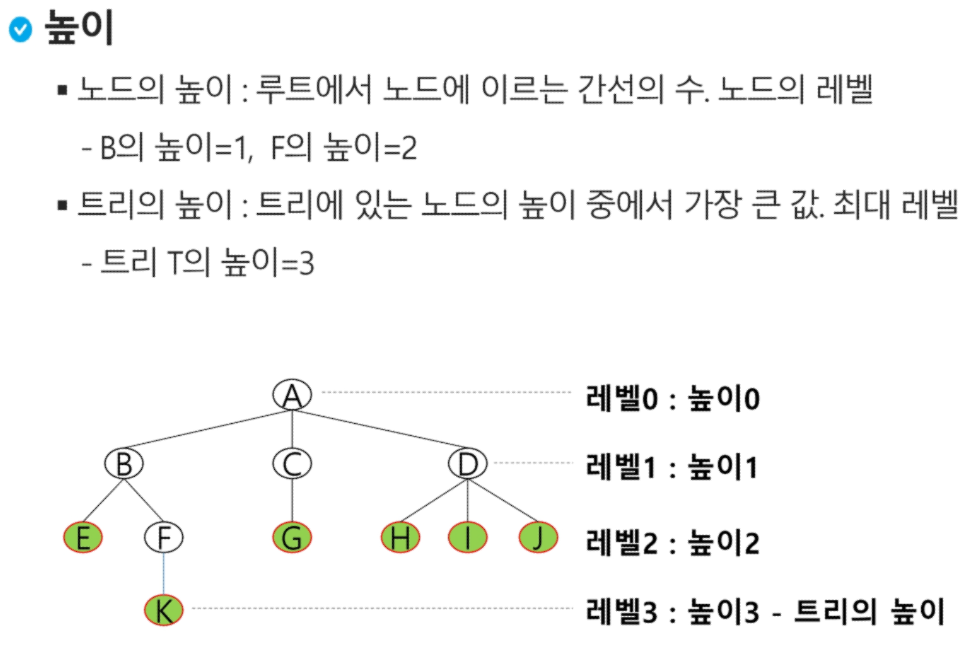 높이
▪ 노드의 높이 : 루트에서 노드에 이르는 간선의 수. 노드의 레벨
- B의 높이=1, F의 높이=2
▪ 트리의 높이 : 트리에 있는 노드의 높이 중에서 가장 큰 값. 최대 레벨
- 트리 T의 높이=3
A 레벨0 : 높이0
B C D 레벨1 : 높이1
E F G H I J 레벨2 : 높이2
K 레벨3 : 높이3 - 트리의 높이